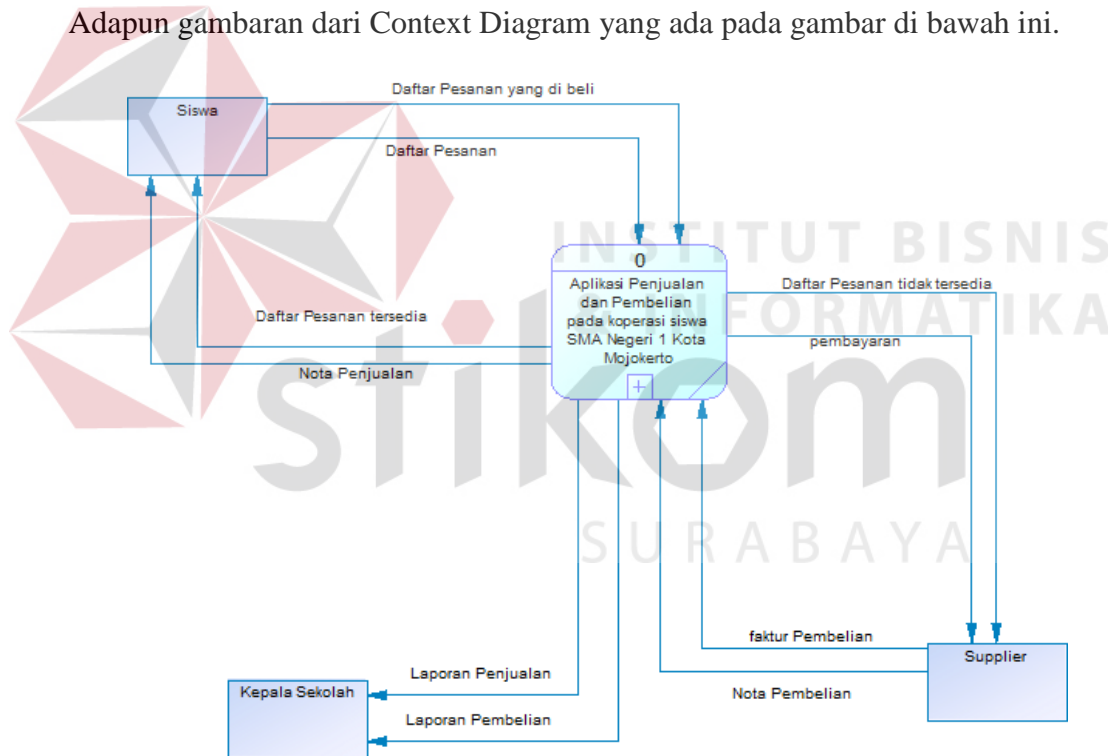 Adapun gambaran dari Context Diagram yang ada pada gambar di bawah ini.
Daftar Pesanan yang di beli
Siswa
Daftar Pesanan
INSTITUT BISNIS
& INFORMATIKA
0
Aplikasi Penjualan
dan Pembelian
pada koperasi siswa
SMA Negeri 1 Kota
Mojokerto
Daftar Pesanan tidak tersedia
pembayaran
Daftar Pesanan tersedia
Nota Penjualan
stikom
SURABAYA
faktur Pembelian
Supplier
Nota Pembelian
Laporan Penjualan
Kepala Sekolah
Laporan Pembelian